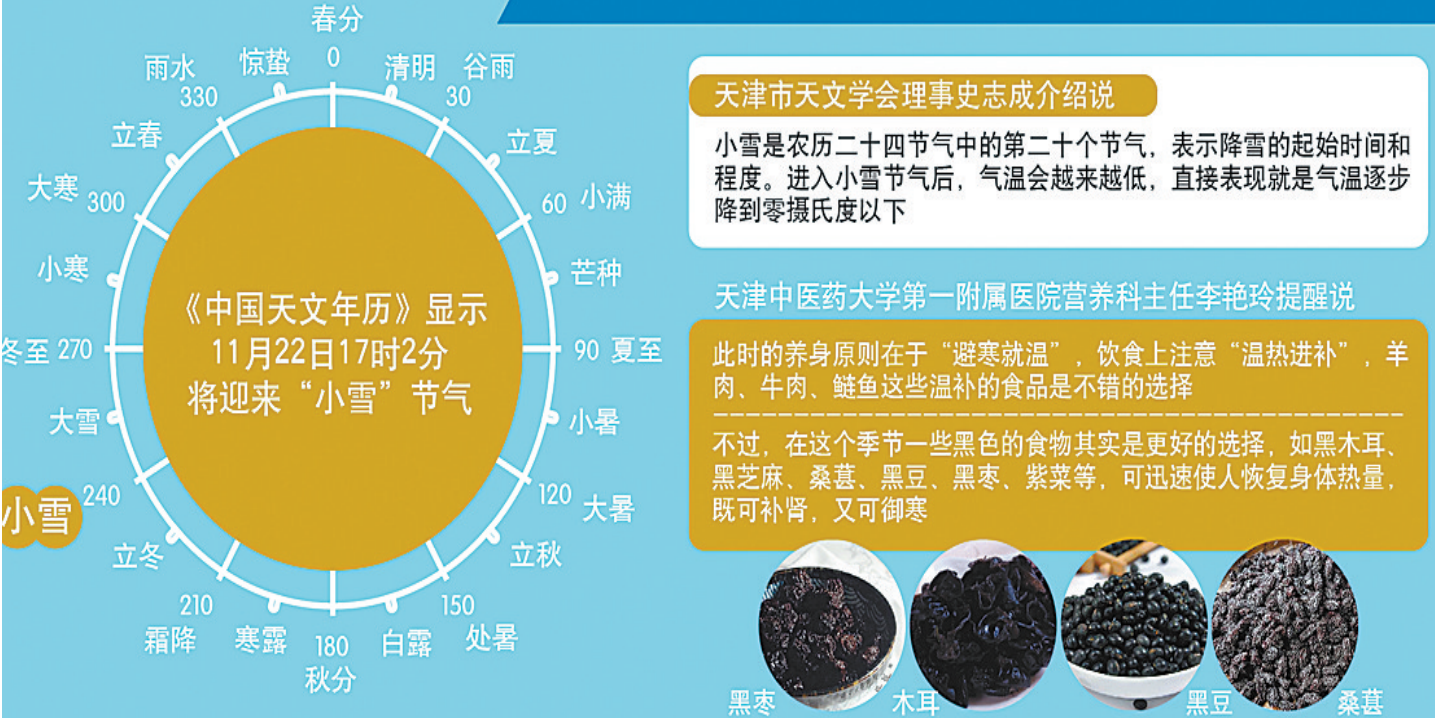 春分
0
惊蛰
清明
雨水
330
谷雨
30
立春
立夏
大寒
300
60
小满
小寒
芒种
冬至
270
90
夏至
大雪
小暑
小雪
240
120
大暑
立冬
立秋
210
霜降
寒露
180
秋分
白露
150
处暑
《中国天文年历》显示
11月22日17时2分
将迎来“小雪”节气
天津市天文学会理事史志成介绍说
小雪是农历二十四节气中的第二十个节气，表示降雪的起始时间和
程度。进入小雪节气后，气温会越来越低，直接表现就是气温逐步
降到零摄氏度以下
天津中医药大学第一附属医院营养科主任李艳玲提醒说
此时的养身原则在于“避寒就温”，饮食上注意“温热进补”，羊
肉、牛肉、鲢鱼这些温补的食品是不错的选择
不过，在这个季节一些黑色的食物其实是更好的选择，如黑木耳、
黑芝麻、桑葚、黑豆、黑枣、紫菜等，可迅速使人恢复身体热量，
既可补肾，又可御寒
黑枣
木耳
黑豆
桑葚